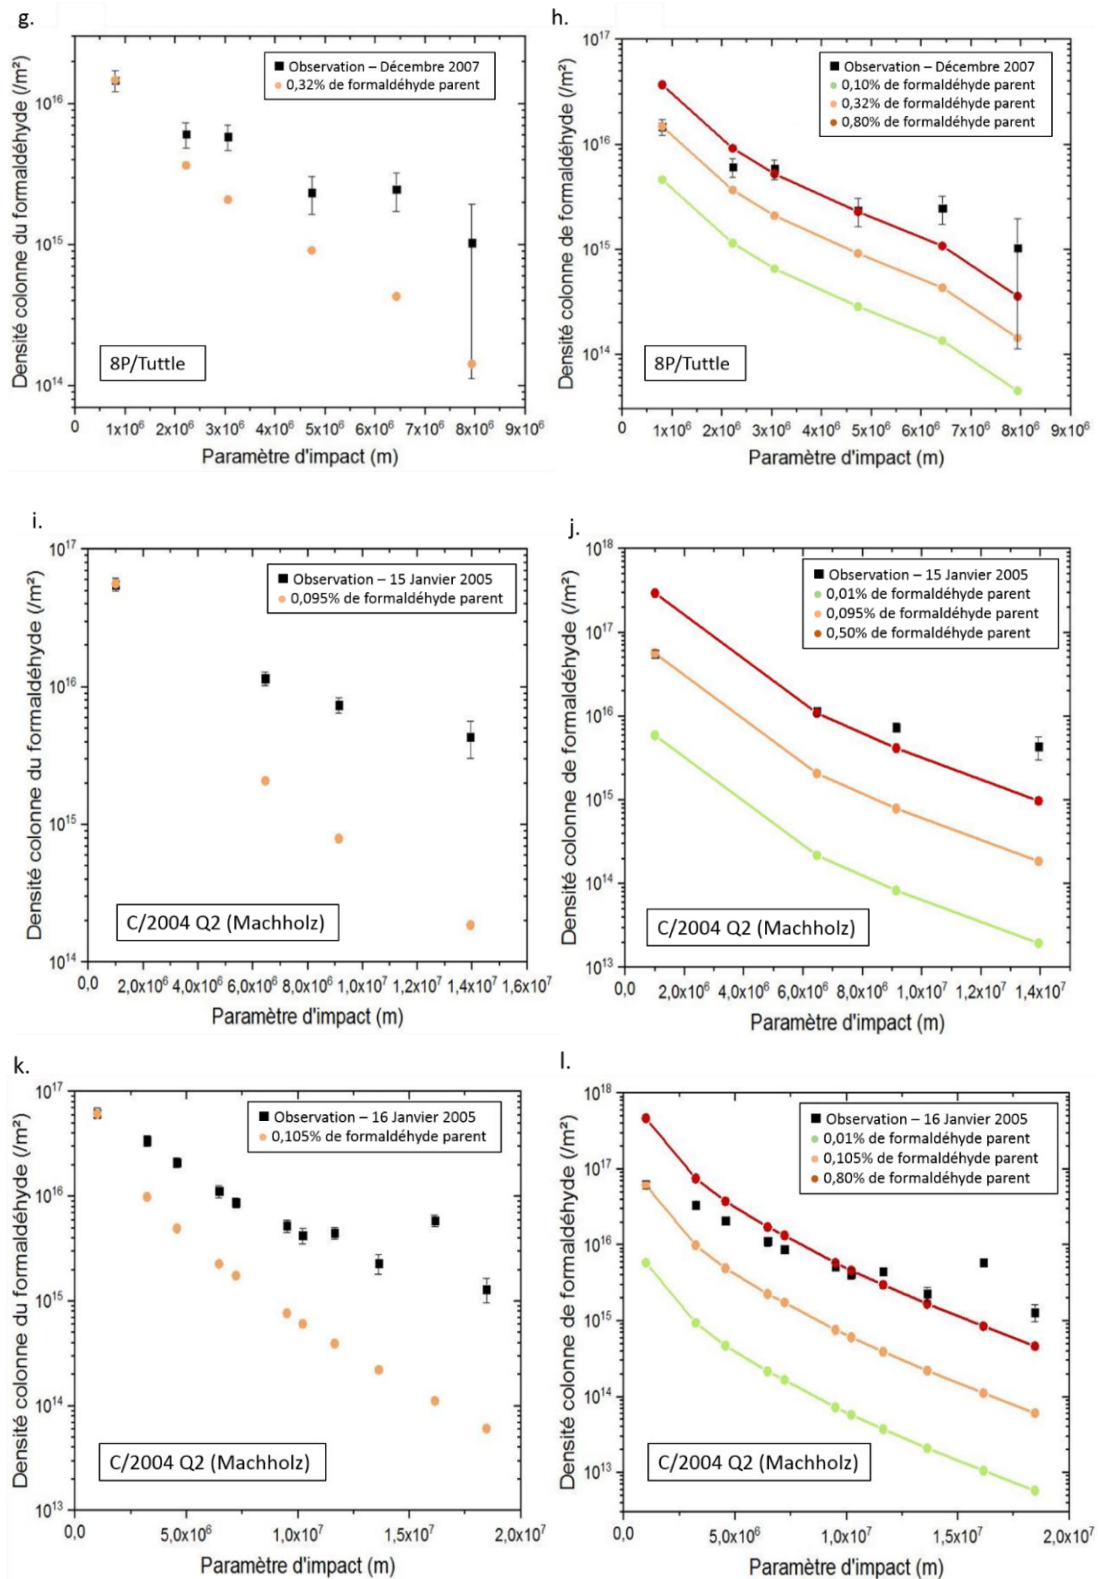 g.
Densité colonne du formaldéhyde (/m²)
10¹⁶
10¹⁵
10¹⁴
■ Observation – Décembre 2007
0,32% de formaldéhyde parent
8P/Tuttle
0 1x10⁶ 2x10⁶ 3x10⁶ 4x10⁶ 5x10⁶ 6x10⁶ 7x10⁶ 8x10⁶ 9x10⁶
Paramètre d'impact (m)
h.
Densité colonne de formaldéhyde (/m²)
10¹⁷
10¹⁶
10¹⁵
10¹⁴
Observation – Décembre 2007
0,10% de formaldéhyde parent
0,32% de formaldéhyde parent
0,80% de formaldéhyde parent
8P/Tuttle
0 1x10⁶ 2x10⁶ 3x10⁶ 4x10⁶ 5x10⁶ 6x10⁶ 7x10⁶ 8x10⁶ 9x10⁶
Paramètre d'impact (m)
i.
Densité colonne du formaldéhyde (/m²)
10¹⁷
10¹⁶
10¹⁵
10¹⁴
Observation – 15 Janvier 2005
0,095% de formaldéhyde parent
C/2004 Q2 (Machholz)
0,0 2,0x10⁶ 4,0x10⁶ 6,0x10⁶ 8,0x10⁶ 1,0x10⁷ 1,2x10⁷ 1,4x10⁷ 1,6x10⁷
Paramètre d'impact (m)
j.
Densité colonne de formaldéhyde (/m²)
10¹⁸
10¹⁷
10¹⁶
10¹⁵
10¹⁴
10¹³
Observation – 15 Janvier 2005
0,01% de formaldéhyde parent
0,095% de formaldéhyde parent
0,50% de formaldéhyde parent
C/2004 Q2 (Machholz)
0,0 2,0x10⁶ 4,0x10⁶ 6,0x10⁶ 8,0x10⁶ 1,0x10⁷ 1,2x10⁷ 1,4x10⁷
Paramètre d'impact (m)
k.
Densité colonne du formaldéhyde (/m²)
10¹⁷
10¹⁶
10¹⁵
10¹⁴
10¹³
Observation – 16 Janvier 2005
0,105% de formaldéhyde parent
C/2004 Q2 (Machholz)
0,0 5,0x10⁶ 1,0x10⁷ 1,5x10⁷ 2,0x10⁷
Paramètre d'impact (m)
l.
Densité colonne de formaldéhyde (/m²)
10¹⁸
10¹⁷
10¹⁶
10¹⁵
10¹⁴
10¹³
Observation – 16 Janvier 2005
0,01% de formaldéhyde parent
0,105% de formaldéhyde parent
0,80% de formaldéhyde parent
C/2004 Q2 (Machholz)
0,0 5,0x10⁶ 1,0x10⁷ 1,5x10⁷ 2,0x10⁷
Paramètre d'impact (m)